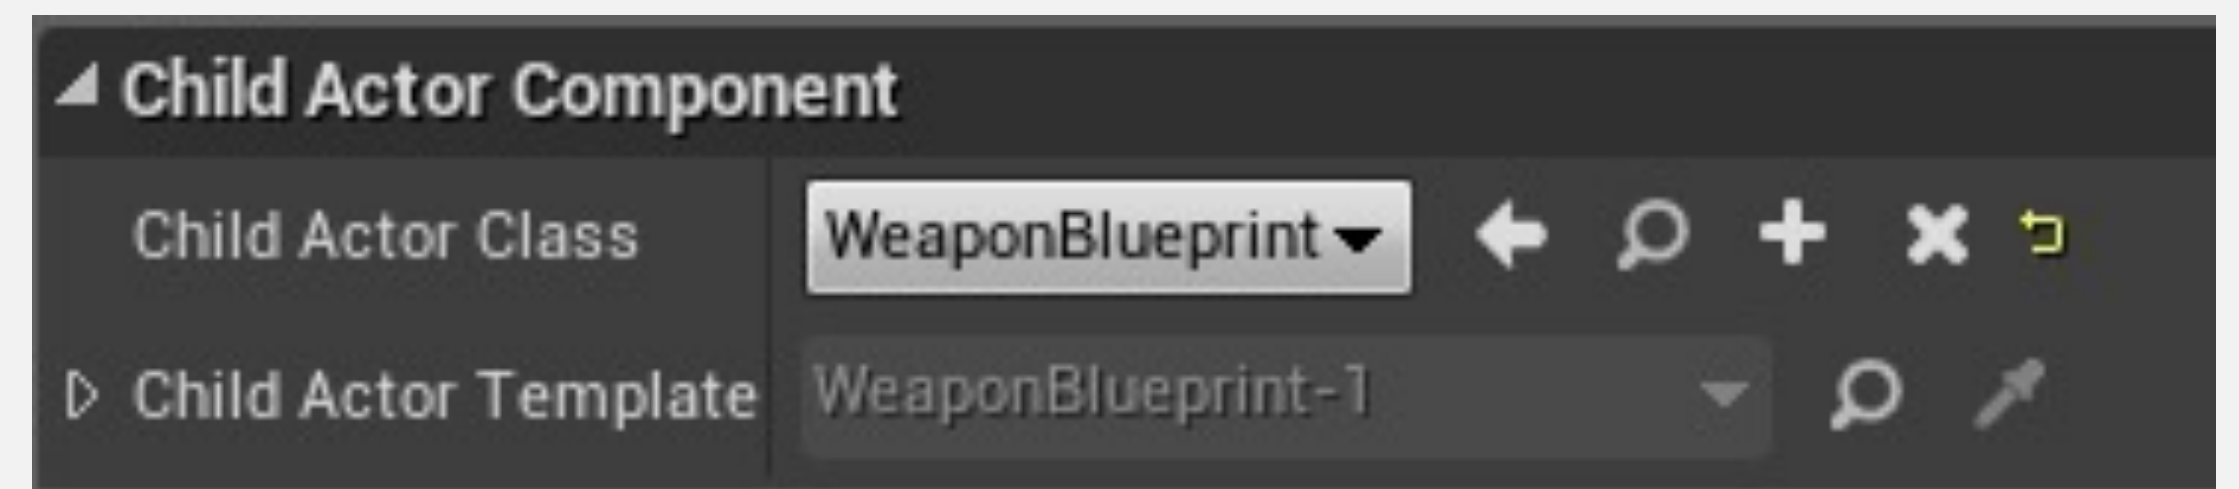 Child Actor Component
Child Actor Class WeaponBlueprint
Child Actor Template WeaponBlueprint-1